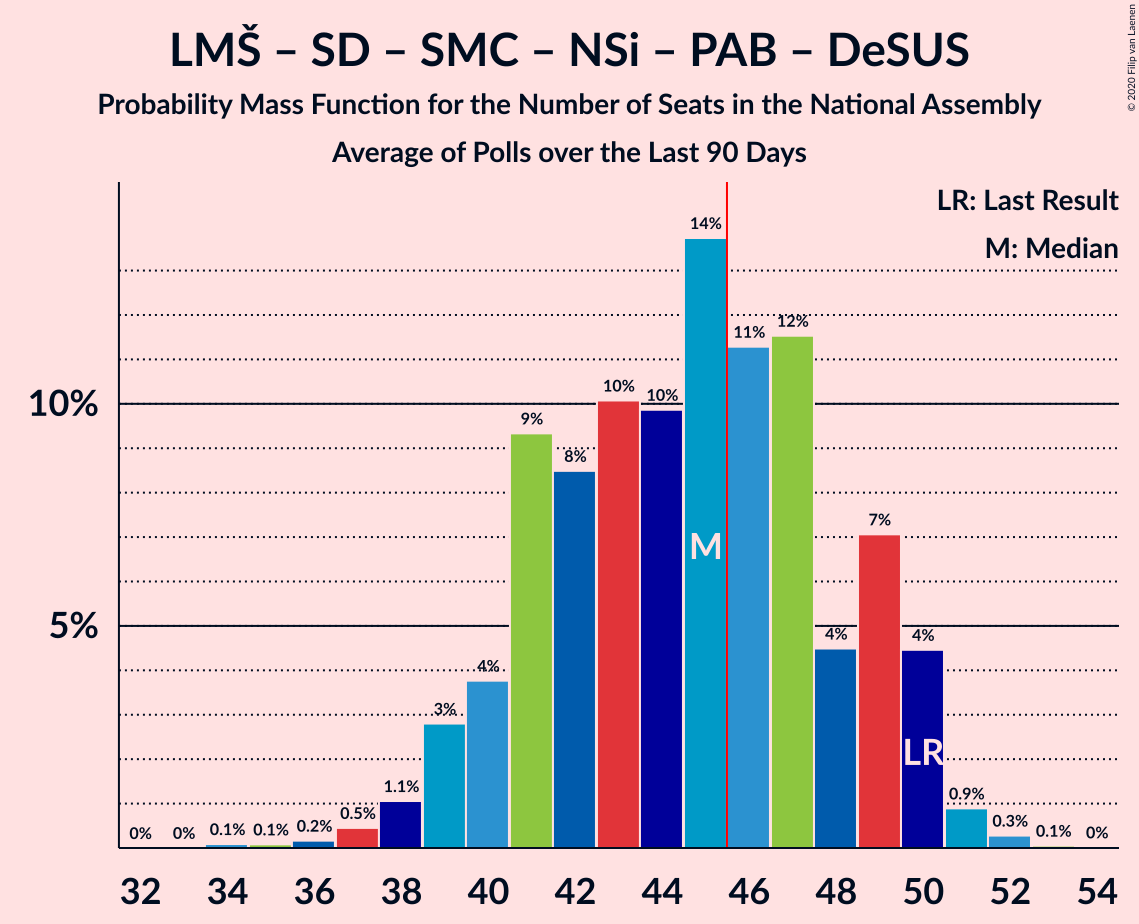 LMŠ – SD – SMC – NSi – PAB – DeSUS
Probability Mass Function for the Number of Seats in the National Assembly
Average of Polls over the Last 90 Days
© 2020 Filip van Laenen
LR: Last Result
M: Median
10%
5%
0%
0%
0.1%
0.1%
0.2%
0.5%
1.1%
3%
4%
9%
8%
10%
10%
14%
11%
12%
4%
7%
4%
0.9%
0.3%
0.1%
0%
M
LR
32 34 36 38 40 42 44 46 48 50 52 54